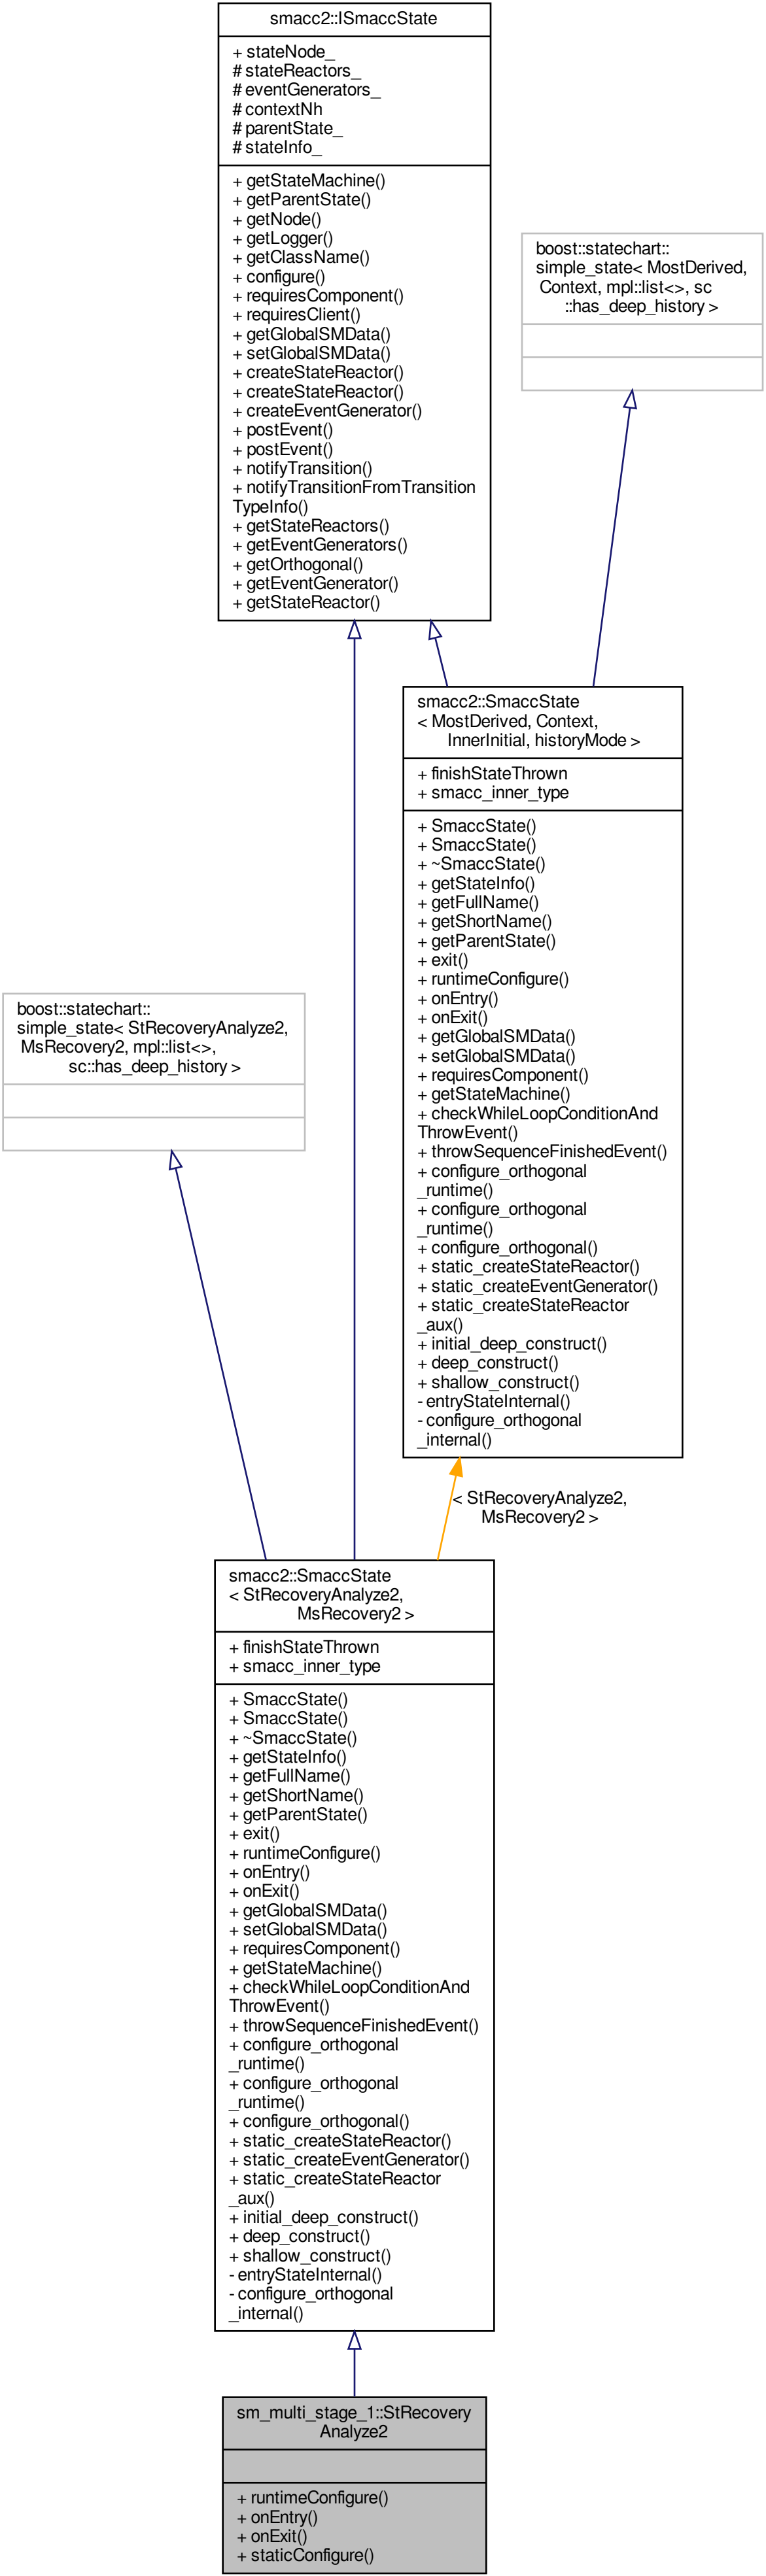 smacc2::ISmaccState
+ stateNode_
# stateReactors_
# eventGenerators_
# contextNh
# parentState_
# stateInfo_
+ getStateMachine()
+ getParentState()
+ getNode()
+ getLogger()
+ getClassName()
+ configure()
+ requiresComponent()
+ requiresClient()
+ getGlobalSMData()
+ setGlobalSMData()
+ createStateReactor()
+ createStateReactor()
+ createEventGenerator()
+ postEvent()
+ postEvent()
+ notifyTransition()
+ notifyTransitionFromTransition
TypeInfo()
+ getStateReactors()
+ getEventGenerators()
+ getOrthogonal()
+ getEventGenerator()
+ getStateReactor()
boost::statechart::
simple_state< MostDerived,
Context, mpl::list<>, sc
::has_deep_history >
smacc2::SmaccState
< MostDerived, Context,
InnerInitial, historyMode >
+ finishStateThrown
+ smacc_inner_type
+ SmaccState()
+ SmaccState()
+ ~SmaccState()
+ getStateInfo()
+ getFullName()
+ getShortName()
+ getParentState()
+ exit()
+ runtimeConfigure()
+ onEntry()
+ onExit()
+ getGlobalSMData()
+ setGlobalSMData()
+ requiresComponent()
+ getStateMachine()
+ checkWhileLoopConditionAnd
ThrowEvent()
+ throwSequenceFinishedEvent()
+ configure_orthogonal
_runtime()
+ configure_orthogonal
_runtime()
+ configure_orthogonal()
+ static_createStateReactor()
+ static_createEventGenerator()
+ static_createStateReactor
_aux()
+ initial_deep_construct()
+ deep_construct()
+ shallow_construct()
- entryStateInternal()
- configure_orthogonal
_internal()
boost::statechart::
simple_state< StRecoveryAnalyze2,
MsRecovery2, mpl::list<>,
sc::has_deep_history >
< StRecoveryAnalyze2,
MsRecovery2 >
smacc2::SmaccState
< StRecoveryAnalyze2,
MsRecovery2 >
+ finishStateThrown
+ smacc_inner_type
+ SmaccState()
+ SmaccState()
+ ~SmaccState()
+ getStateInfo()
+ getFullName()
+ getShortName()
+ getParentState()
+ exit()
+ runtimeConfigure()
+ onEntry()
+ onExit()
+ getGlobalSMData()
+ setGlobalSMData()
+ requiresComponent()
+ getStateMachine()
+ checkWhileLoopConditionAnd
ThrowEvent()
+ throwSequenceFinishedEvent()
+ configure_orthogonal
_runtime()
+ configure_orthogonal
_runtime()
+ configure_orthogonal()
+ static_createStateReactor()
+ static_createEventGenerator()
+ static_createStateReactor
_aux()
+ initial_deep_construct()
+ deep_construct()
+ shallow_construct()
- entryStateInternal()
- configure_orthogonal
_internal()
sm_multi_stage_1::StRecovery
Analyze2
+ runtimeConfigure()
+ onEntry()
+ onExit()
+ staticConfigure()